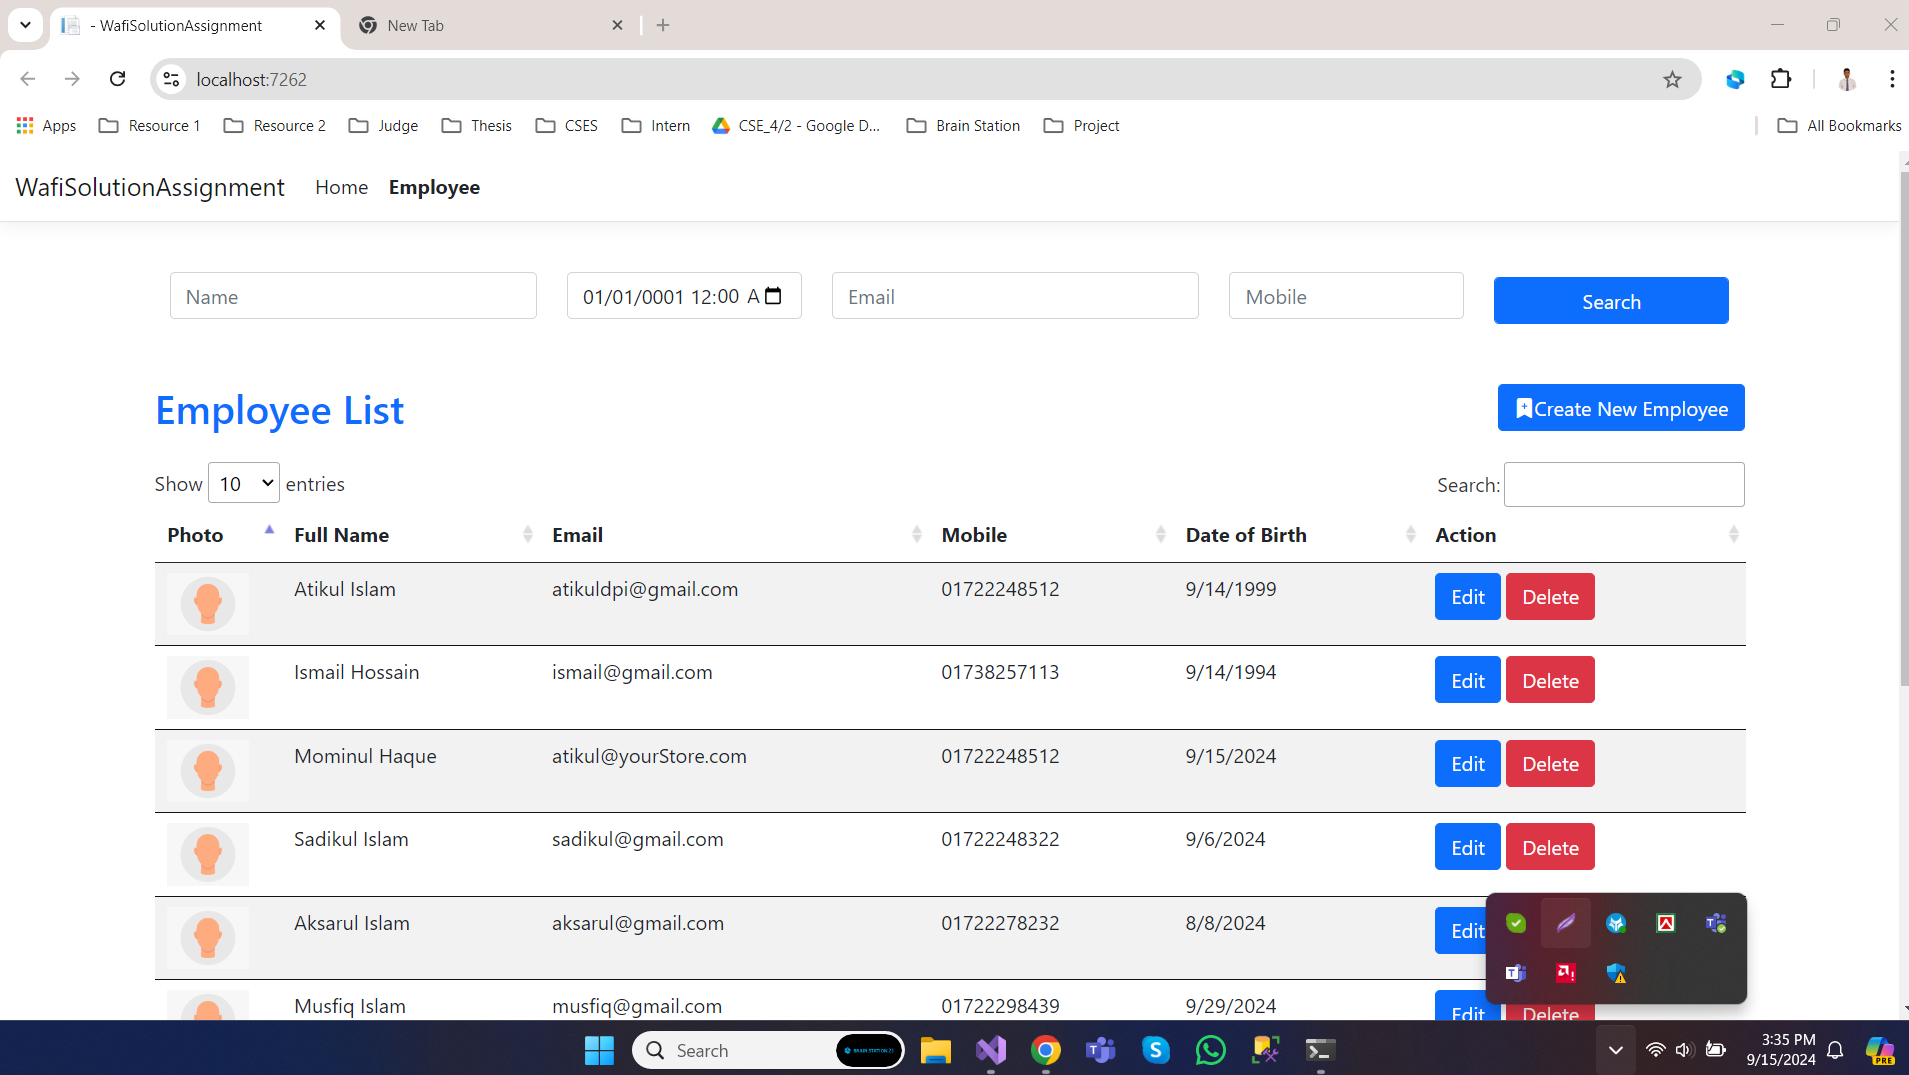 - WafiSolutionAssignment
New Tab
localhost:7262
Apps Resource 1 Resource 2 Judge Thesis CSES Intern CSE_4/2 - Google D... Brain Station Project All Bookmarks
WafiSolutionAssignment Home Employee
Name 01/01/0001 12:00 A Email Mobile Search
Employee List Create New Employee
Show 10 entries Search:
Photo Full Name Email Mobile Date of Birth Action
Atikul Islam atikuldpi@gmail.com 01722248512 9/14/1999 Edit Delete
Ismail Hossain ismail@gmail.com 01738257113 9/14/1994 Edit Delete
Mominul Haque atikul@yourStore.com 01722248512 9/15/2024 Edit Delete
Sadikul Islam sadikul@gmail.com 01722248322 9/6/2024 Edit Delete
Aksarul Islam aksarul@gmail.com 01722278232 8/8/2024 Edit
Musfiq Islam musfiq@gmail.com 01722298439 9/29/2024 Edit Delete
Search BRAIN STATION 23 3:35 PM
9/15/2024 PRE